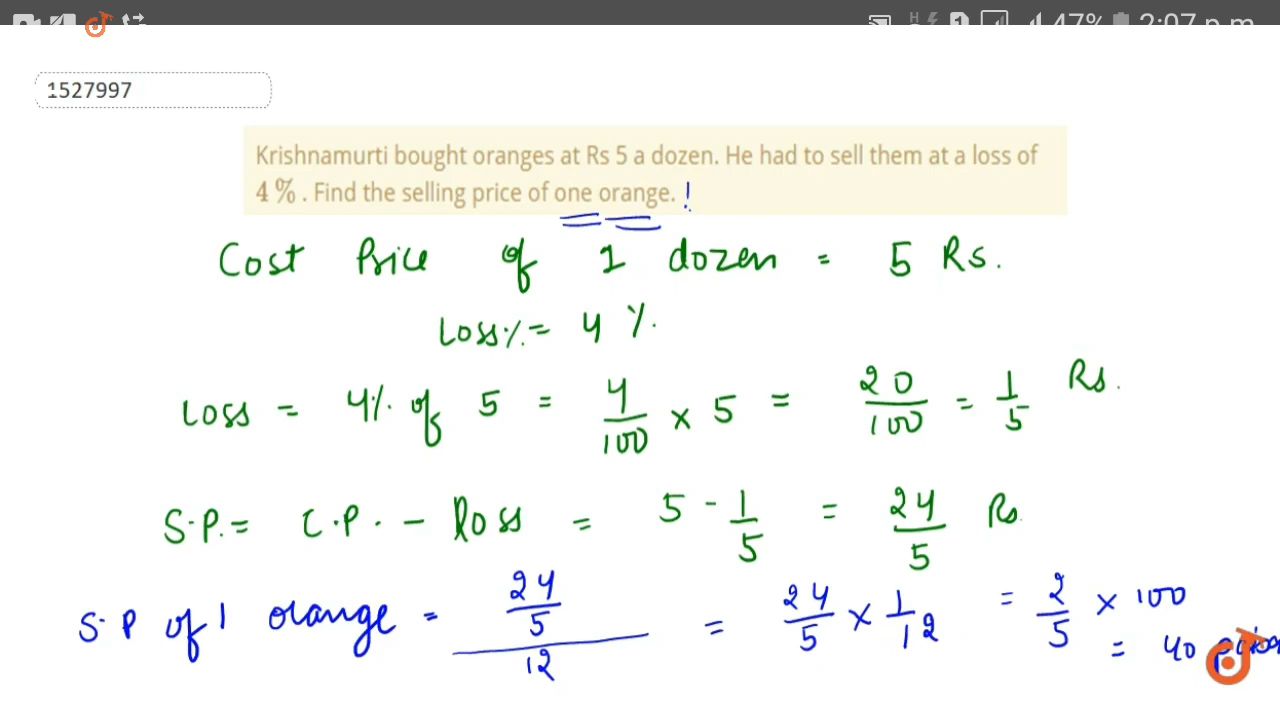 47% 2:07 p.m
1527997
Krishnamurti bought oranges at Rs 5 a dozen. He had to sell them at a loss of
4%. Find the selling price of one orange. !
Cost Price of 1 dozen = 5 Rs.
Loss% = 4 %.
Loss = 4% of 5 = 4/100 × 5 = 20/100 = 1/5 Rs.
S.P. = C.P. - Loss = 5 - 1/5 = 24/5 Rs.
S.P of 1 orange = 24/5/12 = 24/5 × 1/12 = 2/5 × 100
= 40